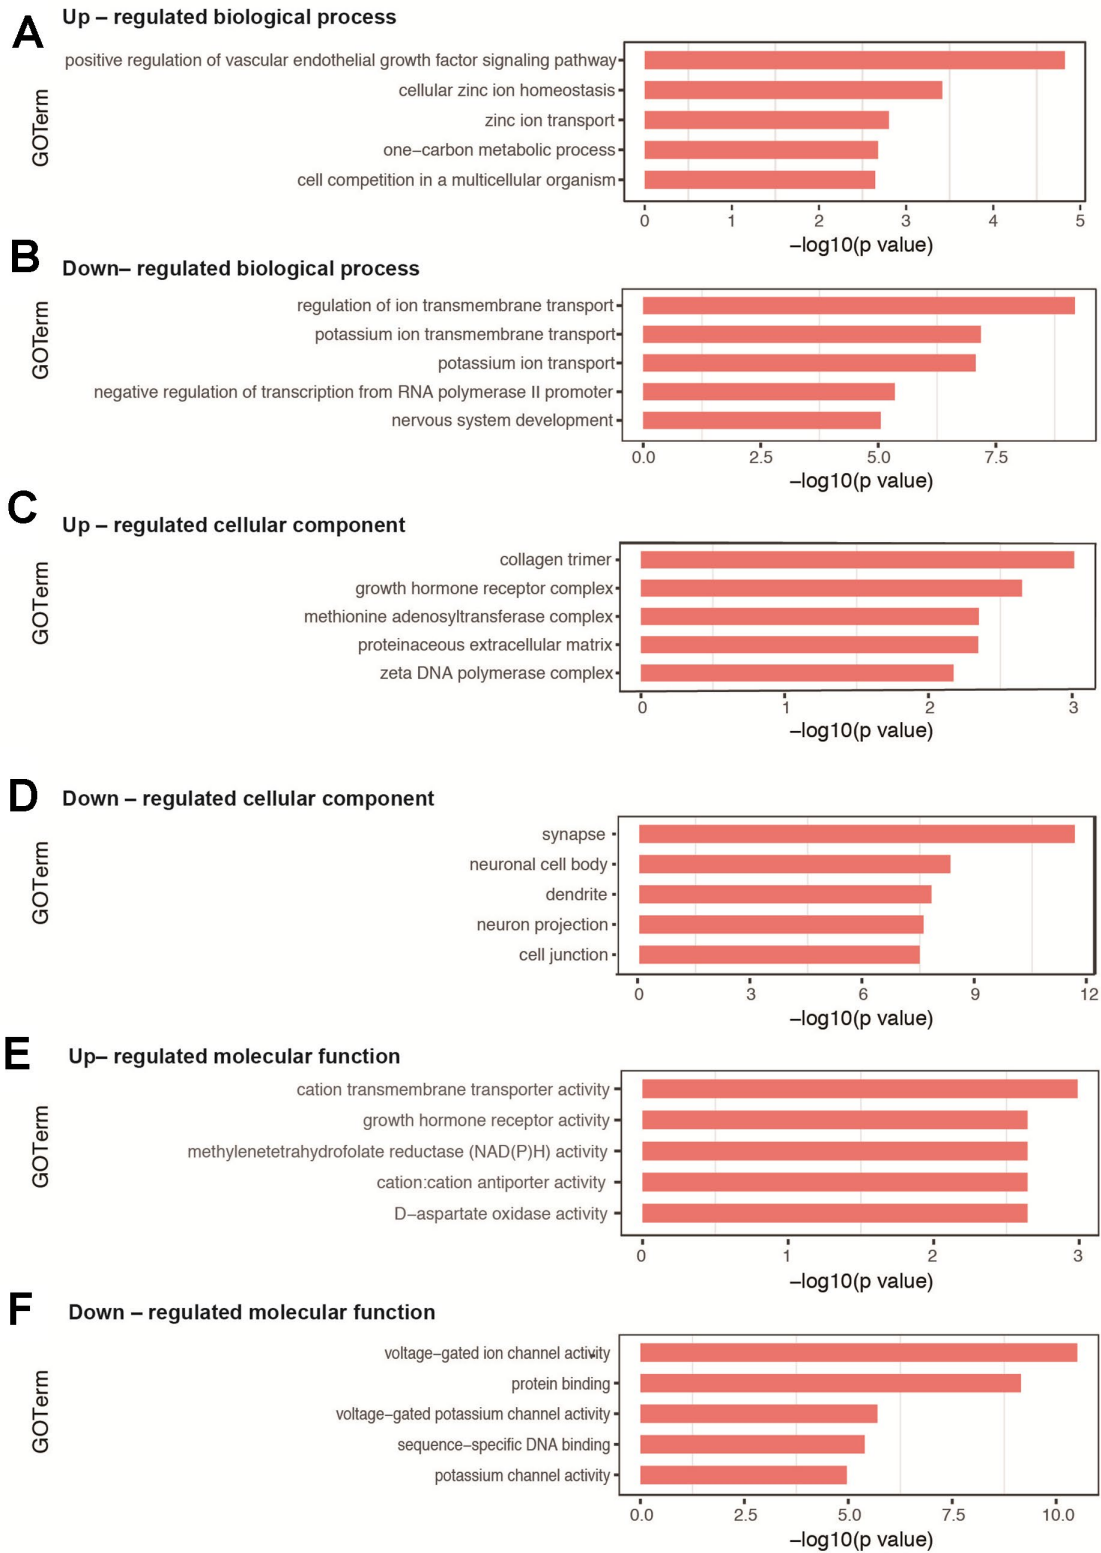 A
Up – regulated biological process
GOTerm
positive regulation of vascular endothelial growth factor signaling pathway
cellular zinc ion homeostasis
zinc ion transport
one–carbon metabolic process
cell competition in a multicellular organism
0 1 2 3 4 5
–log10(p value)
B
Down– regulated biological process
GOTerm
regulation of ion transmembrane transport
potassium ion transmembrane transport
potassium ion transport
negative regulation of transcription from RNA polymerase II promoter
nervous system development
0.0 2.5 5.0 7.5
–log10(p value)
C
Up – regulated cellular component
GOTerm
collagen trimer
growth hormone receptor complex
methionine adenosyltransferase complex
proteinaceous extracellular matrix
zeta DNA polymerase complex
0 1 2 3
–log10(p value)
D
Down – regulated cellular component
GOTerm
synapse
neuronal cell body
dendrite
neuron projection
cell junction
0 3 6 9 12
–log10(p value)
E
Up– regulated molecular function
GOTerm
cation transmembrane transporter activity
growth hormone receptor activity
methylenetetrahydrofolate reductase (NAD(P)H) activity
cation:cation antiporter activity
D–aspartate oxidase activity
0 1 2 3
–log10(p value)
F
Down – regulated molecular function
GOTerm
voltage–gated ion channel activity
protein binding
voltage–gated potassium channel activity
sequence–specific DNA binding
potassium channel activity
0.0 2.5 5.0 7.5 10.0
–log10(p value)